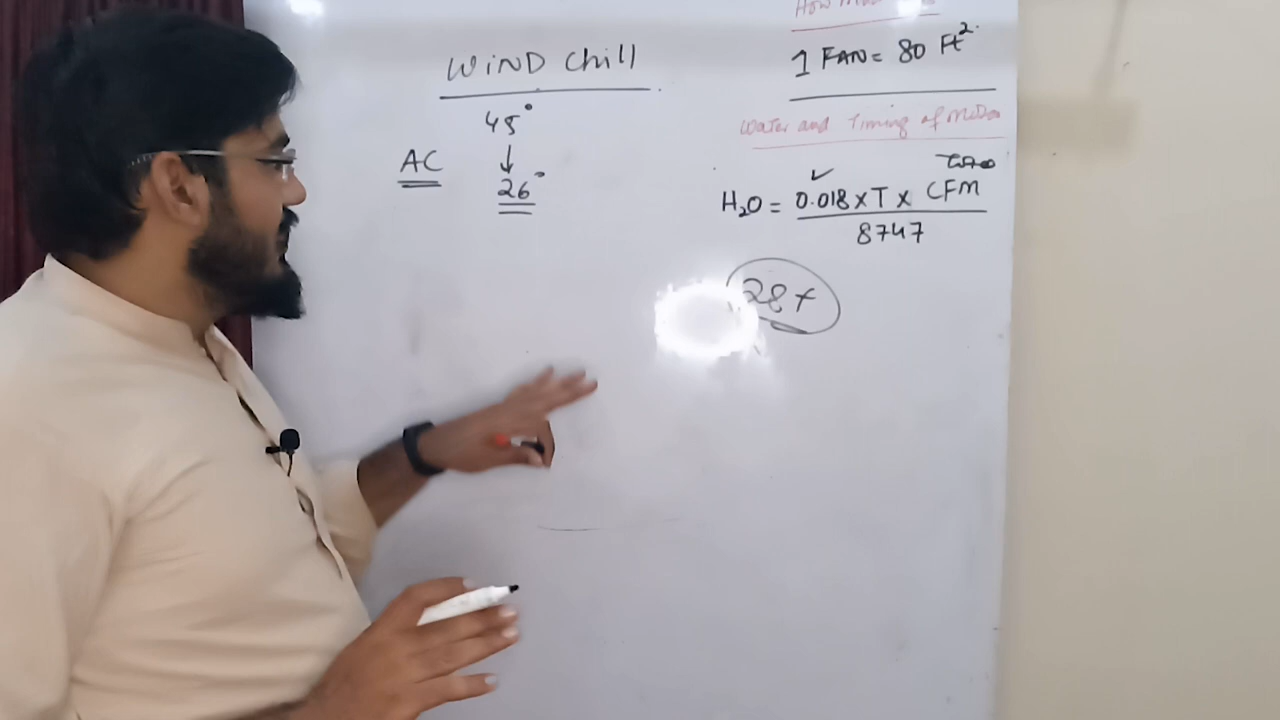 WiND Chill
45°
↓
AC
26°
1 FAN = 80 Ft²
Water and Timing of
H₂O = 0.018 x T x CFM
8747
28